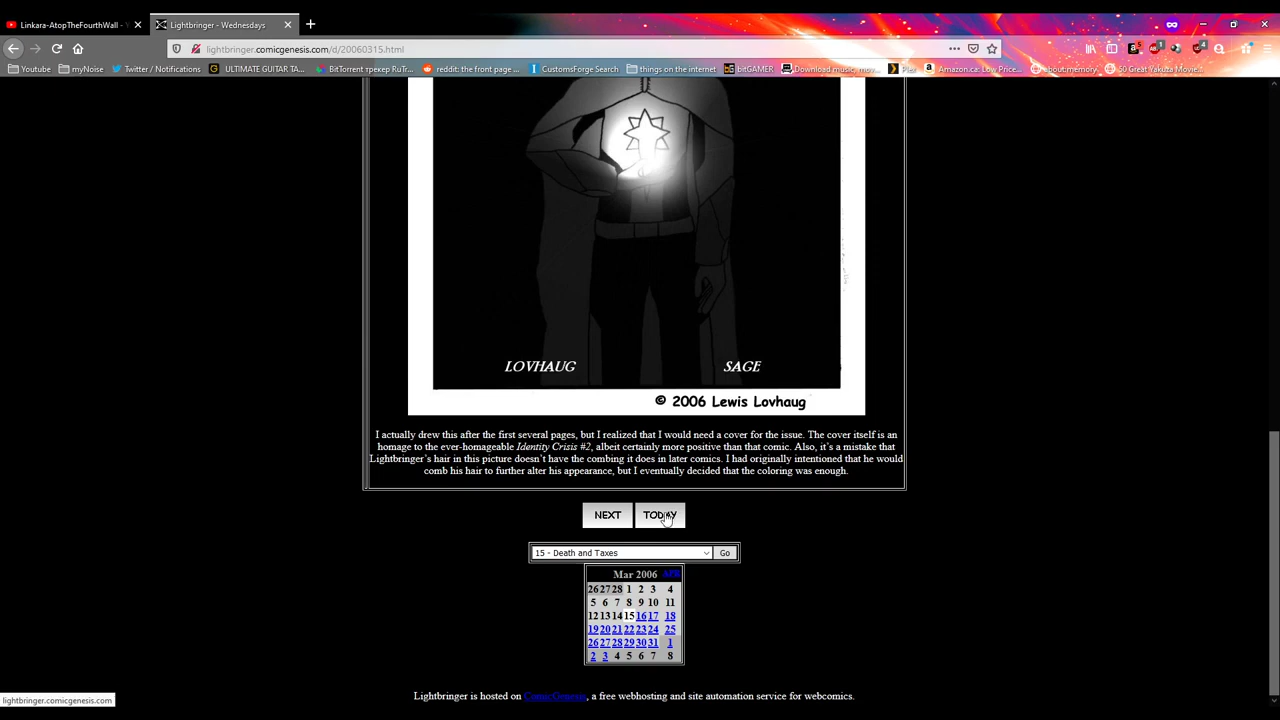 Linkara-AtopTheFourthWall - 
Lightbringer - Wednesdays
lightbringer.comicgenesis.com/d/20060315.html
Youtube myNoise Twitter / Notifications ULTIMATE GUITAR TA... BitTorrent трекер RuTr... reddit: the front page ... CustomsForge Search things on the internet bitGAMER Download music, mov... Plex Amazon.ca: Low Price... about:memory 50 Great Yakuza Movie...
LOVHAUG SAGE
© 2006 Lewis Lovhaug
I actually drew this after the first several pages, but I realized that I would need a cover for the issue. The cover itself is an
homage to the ever-homageable Identity Crisis #2, albeit certainly more positive than that comic. Also, it's a mistake that
Lightbringer's hair in this picture doesn't have the combing it does in later comics. I had originally intentioned that he would
comb his hair to further alter his appearance, but I eventually decided that the coloring was enough.
NEXT TODAY
15 - Death and Taxes Go
Mar 2006 APR
26 27 28 1 2 3 4
5 6 7 8 9 10 11
12 13 14 15 16 17 18
19 20 21 22 23 24 25
26 27 28 29 30 31 1
2 3 4 5 6 7 8
Lightbringer is hosted on ComicGenesis, a free webhosting and site automation service for webcomics.
lightbringer.comicgenesis.com